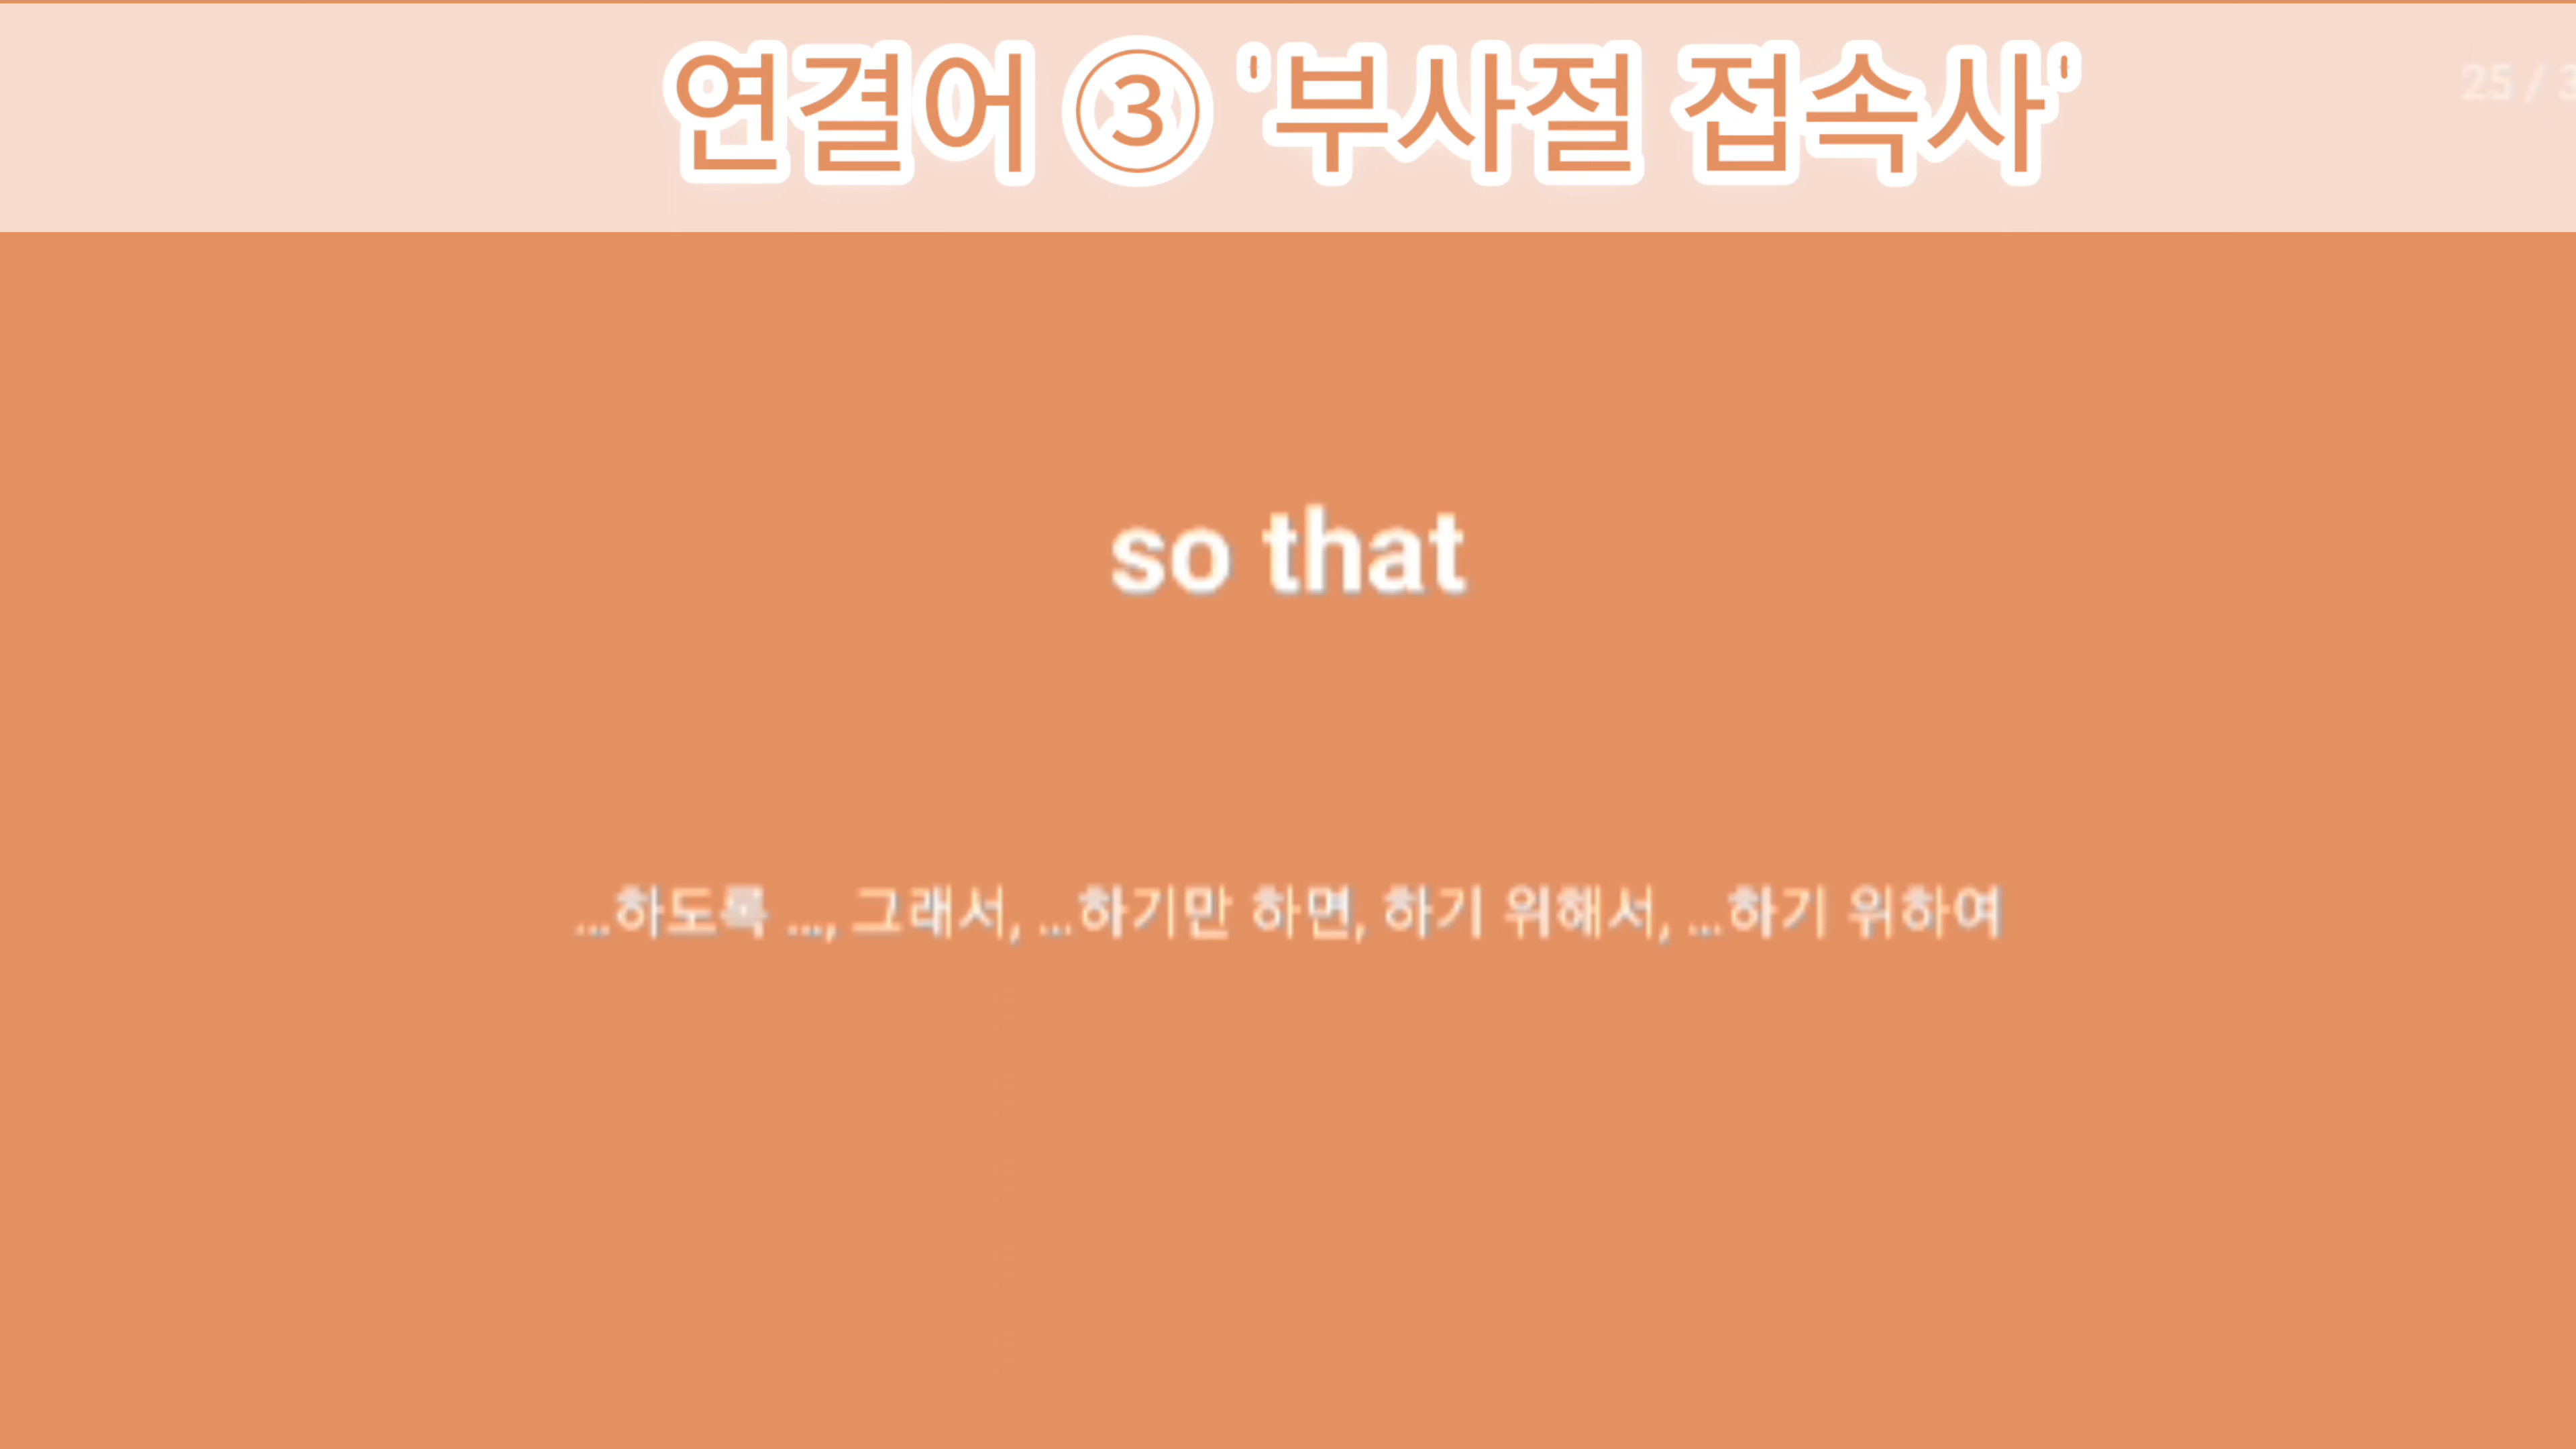 연결어 ③ '부사절 접속사'
25 / 3
so that
...하도록 ..., 그래서, ...하기만 하면, 하기 위해서, ...하기 위하여